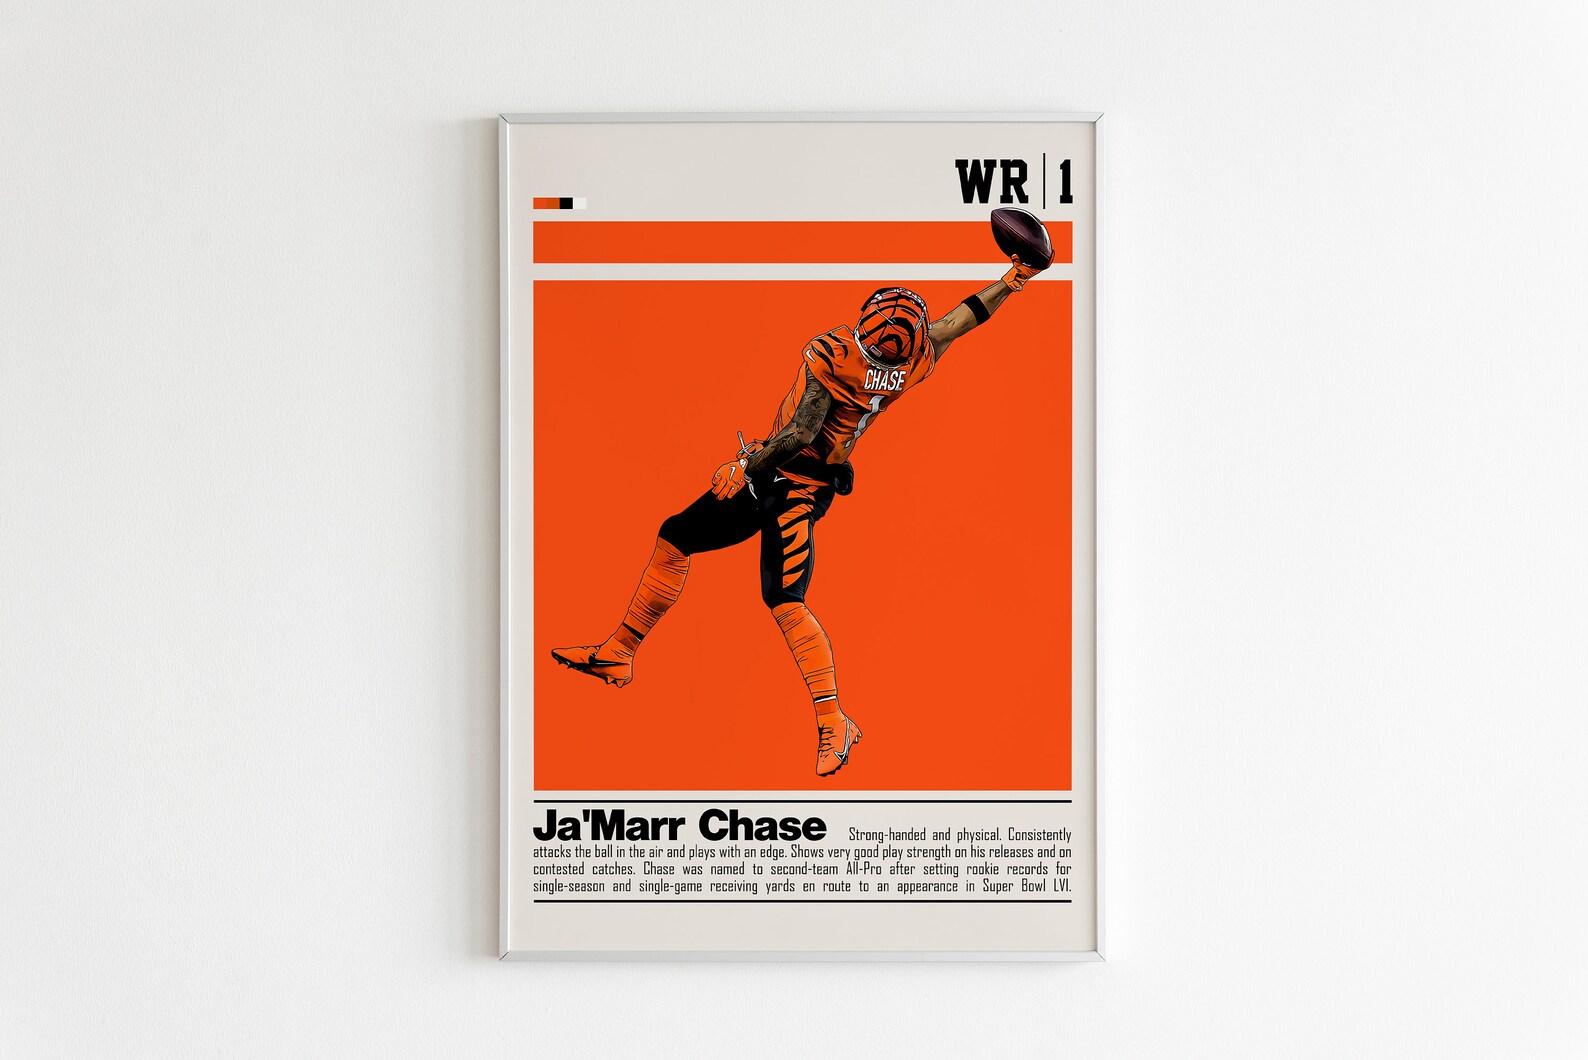 WR | 1
CHASE
1
Ja'Marr Chase Strong-handed and physical. Consistently
attacks the ball in the air and plays with an edge. Shows very good play strength on his releases and on
contested catches. Chase was named to second-team All-Pro after setting rookie records for
single-season and single-game receiving yards en route to an appearance in Super Bowl LVI.